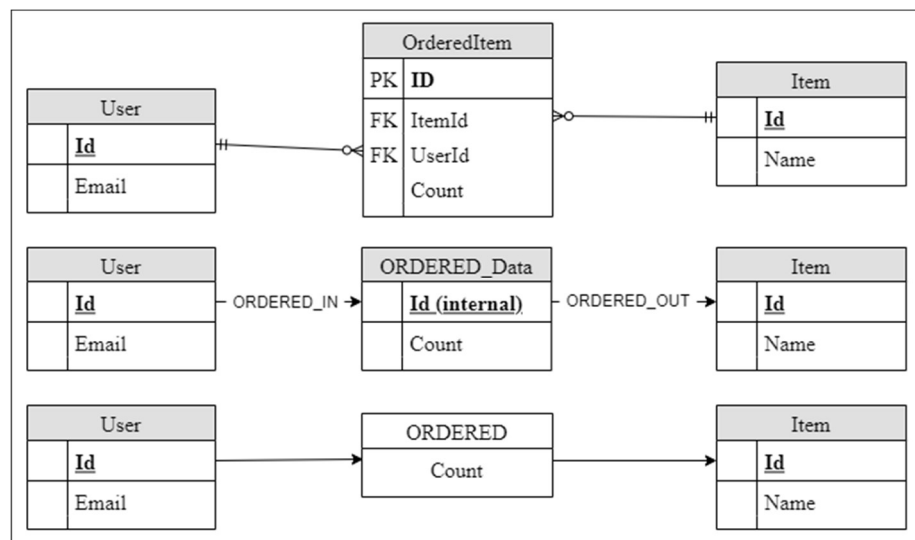 OrderedItem
PK ID
FK ItemId
FK UserId
Count
User
Id
Email
Item
Id
Name
User
Id
Email
ORDERED_IN
ORDERED_Data
Id (internal)
Count
ORDERED_OUT
Item
Id
Name
User
Id
Email
ORDERED
Count
Item
Id
Name